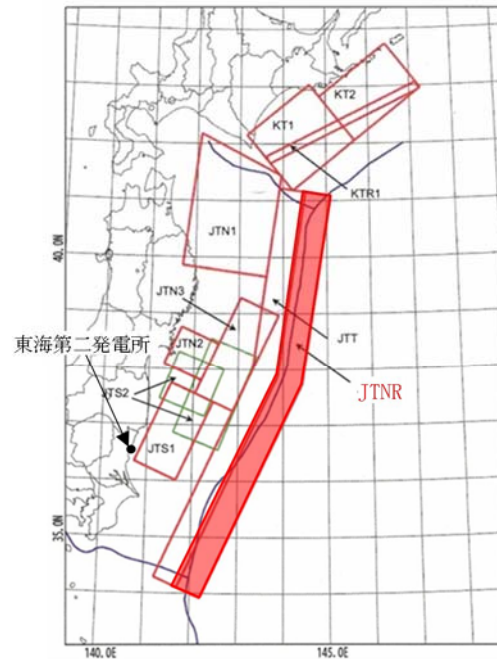 KT2
KT1
KTR1
JTN1
40.0N
JTN3
JTT
東海第二発電所
JTN2
JTNR
JTS2
JTS1
35.0N
140.0E
145.0E